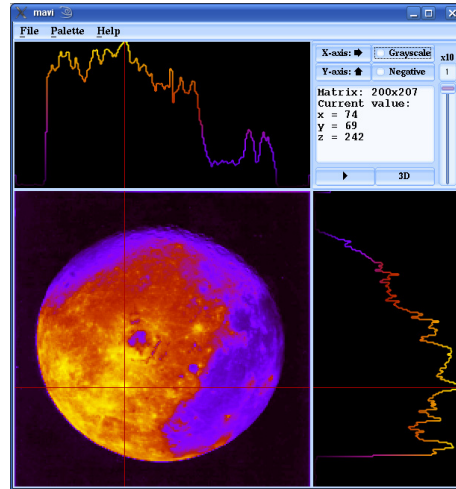 mavi
File Palette Help
X-axis: Grayscale x10
Y-axis: Negative 1
Matrix: 200x207
Current value:
x = 74
y = 69
z = 242
3D